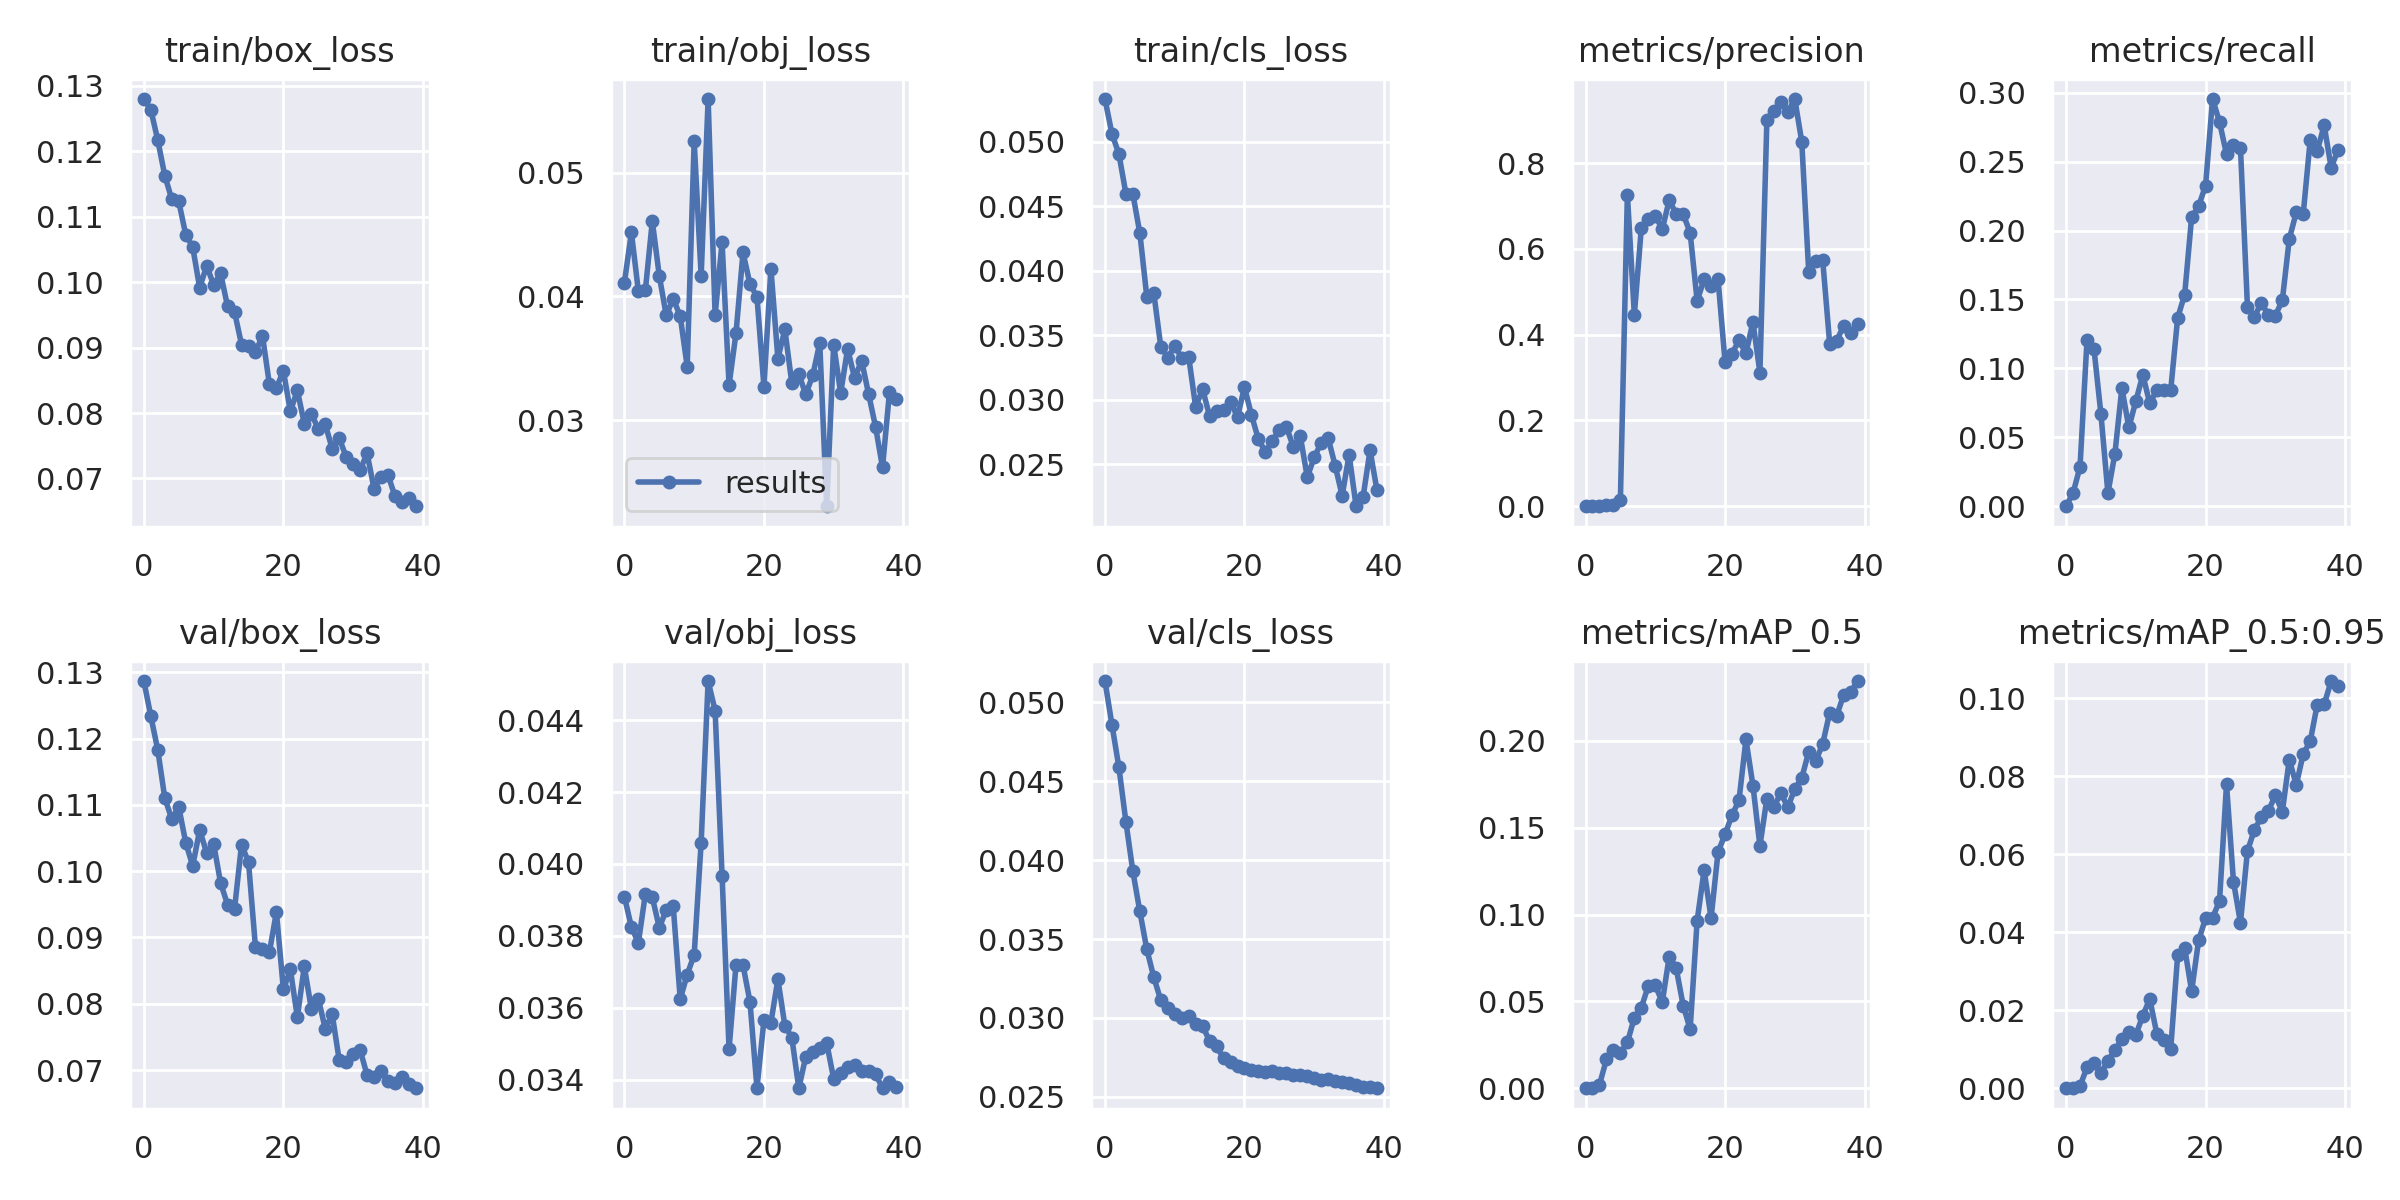 train/box_loss
0.13
0.12
0.11
0.10
0.09
0.08
0.07
0 20 40
train/obj_loss
0.05
0.04
0.03
results
0 20 40
train/cls_loss
0.050
0.045
0.040
0.035
0.030
0.025
0 20 40
metrics/precision
0.8
0.6
0.4
0.2
0.0
0 20 40
metrics/recall
0.30
0.25
0.20
0.15
0.10
0.05
0.00
0 20 40
val/box_loss
0.13
0.12
0.11
0.10
0.09
0.08
0.07
0 20 40
val/obj_loss
0.044
0.042
0.040
0.038
0.036
0.034
0 20 40
val/cls_loss
0.050
0.045
0.040
0.035
0.030
0.025
0 20 40
metrics/mAP_0.5
0.20
0.15
0.10
0.05
0.00
0 20 40
metrics/mAP_0.5:0.95
0.10
0.08
0.06
0.04
0.02
0.00
0 20 40